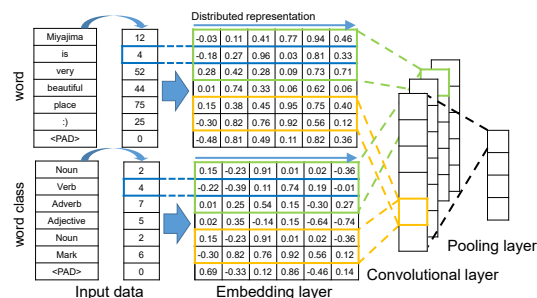 Distributed representation
word
Miyajima 12 -0.03 0.11 0.41 0.77 0.94 0.46
is 4 -0.18 0.27 0.96 0.03 0.81 0.33
very 52 0.28 0.42 0.28 0.09 0.73 0.71
beautiful 44 0.01 0.74 0.33 0.06 0.62 0.06
place 75 0.15 0.38 0.45 0.95 0.75 0.40
:) 25 -0.30 0.82 0.76 0.92 0.56 0.12
<PAD> 0 -0.48 0.81 0.49 0.11 0.82 0.36
word class
Noun 2 0.15 -0.23 0.91 0.01 0.02 -0.36
Verb 4 -0.22 -0.39 0.11 0.74 0.19 -0.01
Adverb 7 0.01 0.25 0.54 0.15 -0.30 0.27
Adjective 5 0.02 0.35 -0.14 0.15 -0.64 -0.74
Noun 2 0.15 -0.23 0.91 0.01 0.02 -0.36
Mark 6 -0.30 0.82 0.76 0.92 0.56 0.12
<PAD> 0 0.69 -0.33 0.12 0.86 -0.46 0.14
Pooling layer
Convolutional layer
Input data
Embedding layer